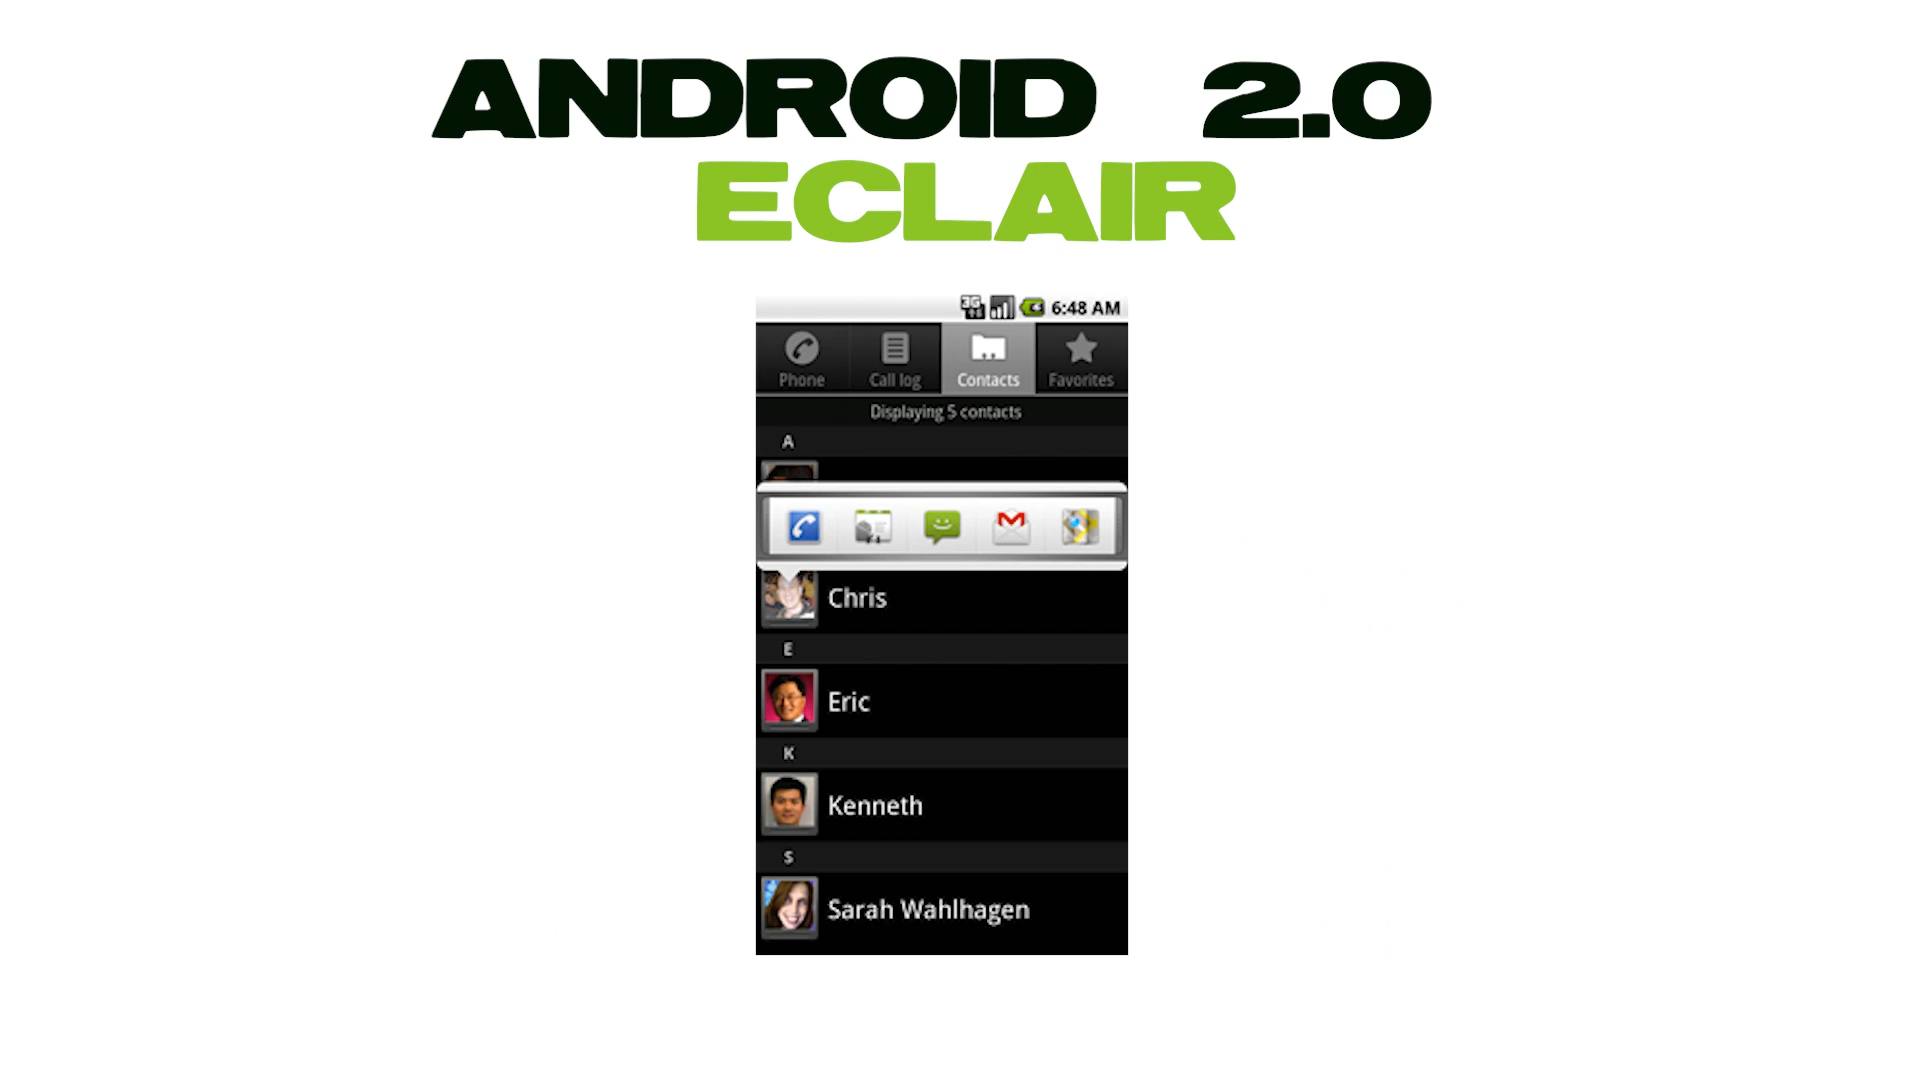 ANDROID 2.0
ECLAIR
3G 6:48 AM
Phone Call log Contacts Favorites
Displaying 5 contacts
A
Chris
E
Eric
K
Kenneth
S
Sarah Wahlhagen